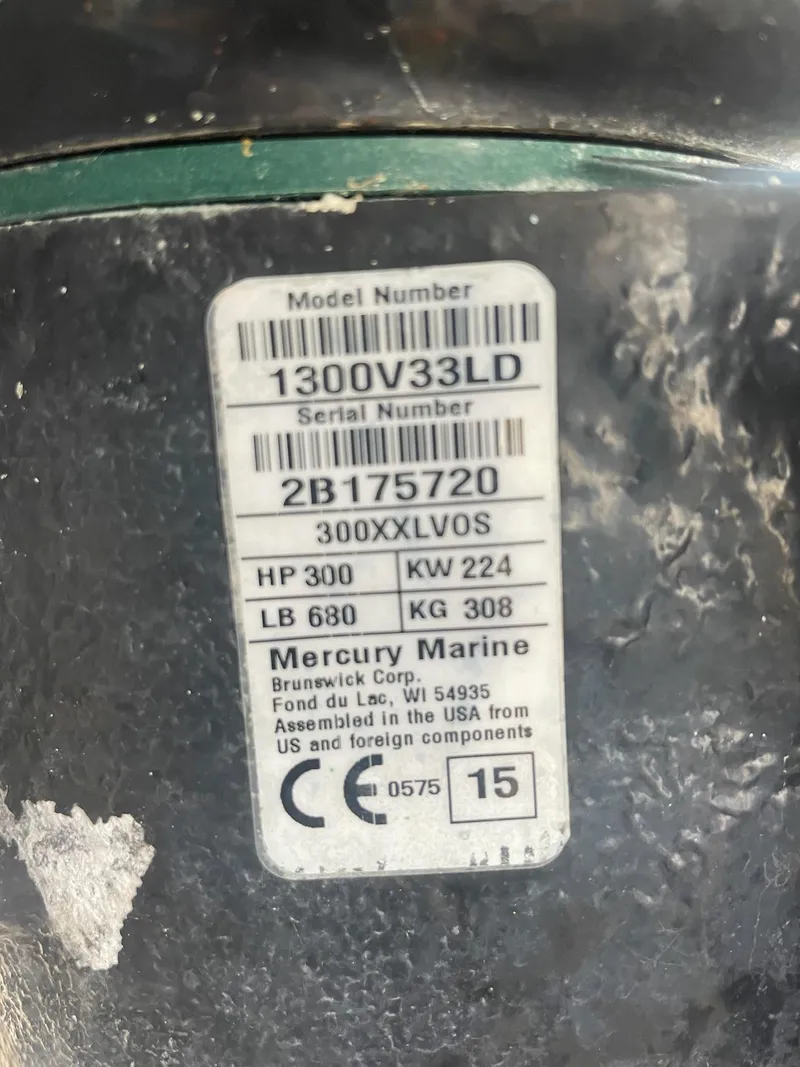 Model Number
1300V33LD
Serial Number
2B175720
300XXLVOS
HP 300 KW 224
LB 680 KG 308
Mercury Marine
Brunswick Corp.
Fond du Lac, WI 54935
Assembled in the USA from
US and foreign components
CE 0575 15